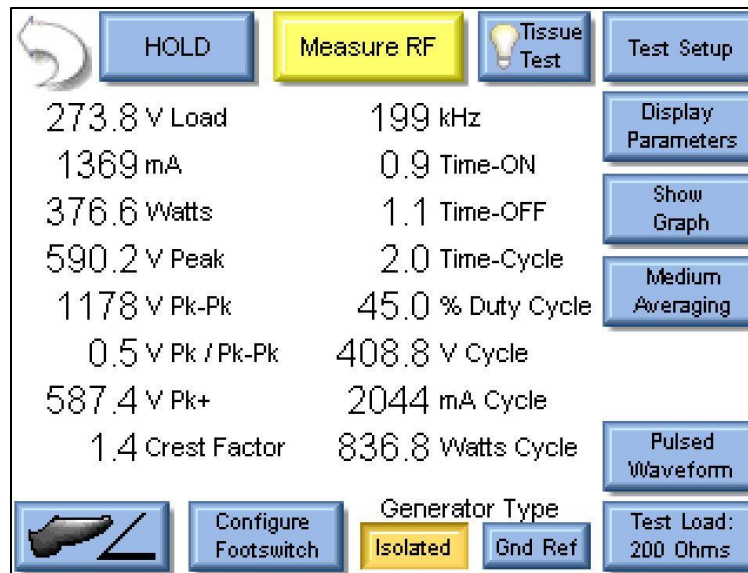 HOLD
Measure RF
Tissue
Test
Test Setup
273.8 V Load
199 kHz
Display
Parameters
1369 mA
0.9 Time-ON
376.6 Watts
1.1 Time-OFF
Show
Graph
590.2 V Peak
2.0 Time-Cycle
1178 V Pk-Pk
45.0 % Duty Cycle
Medium
Averaging
0.5 V Pk / Pk-Pk
408.8 V Cycle
587.4 V Pk+
2044 mA Cycle
1.4 Crest Factor
836.8 Watts Cycle
Pulsed
Waveform
Configure
Footswitch
Generator Type
Isolated
Gnd Ref
Test Load:
200 Ohms